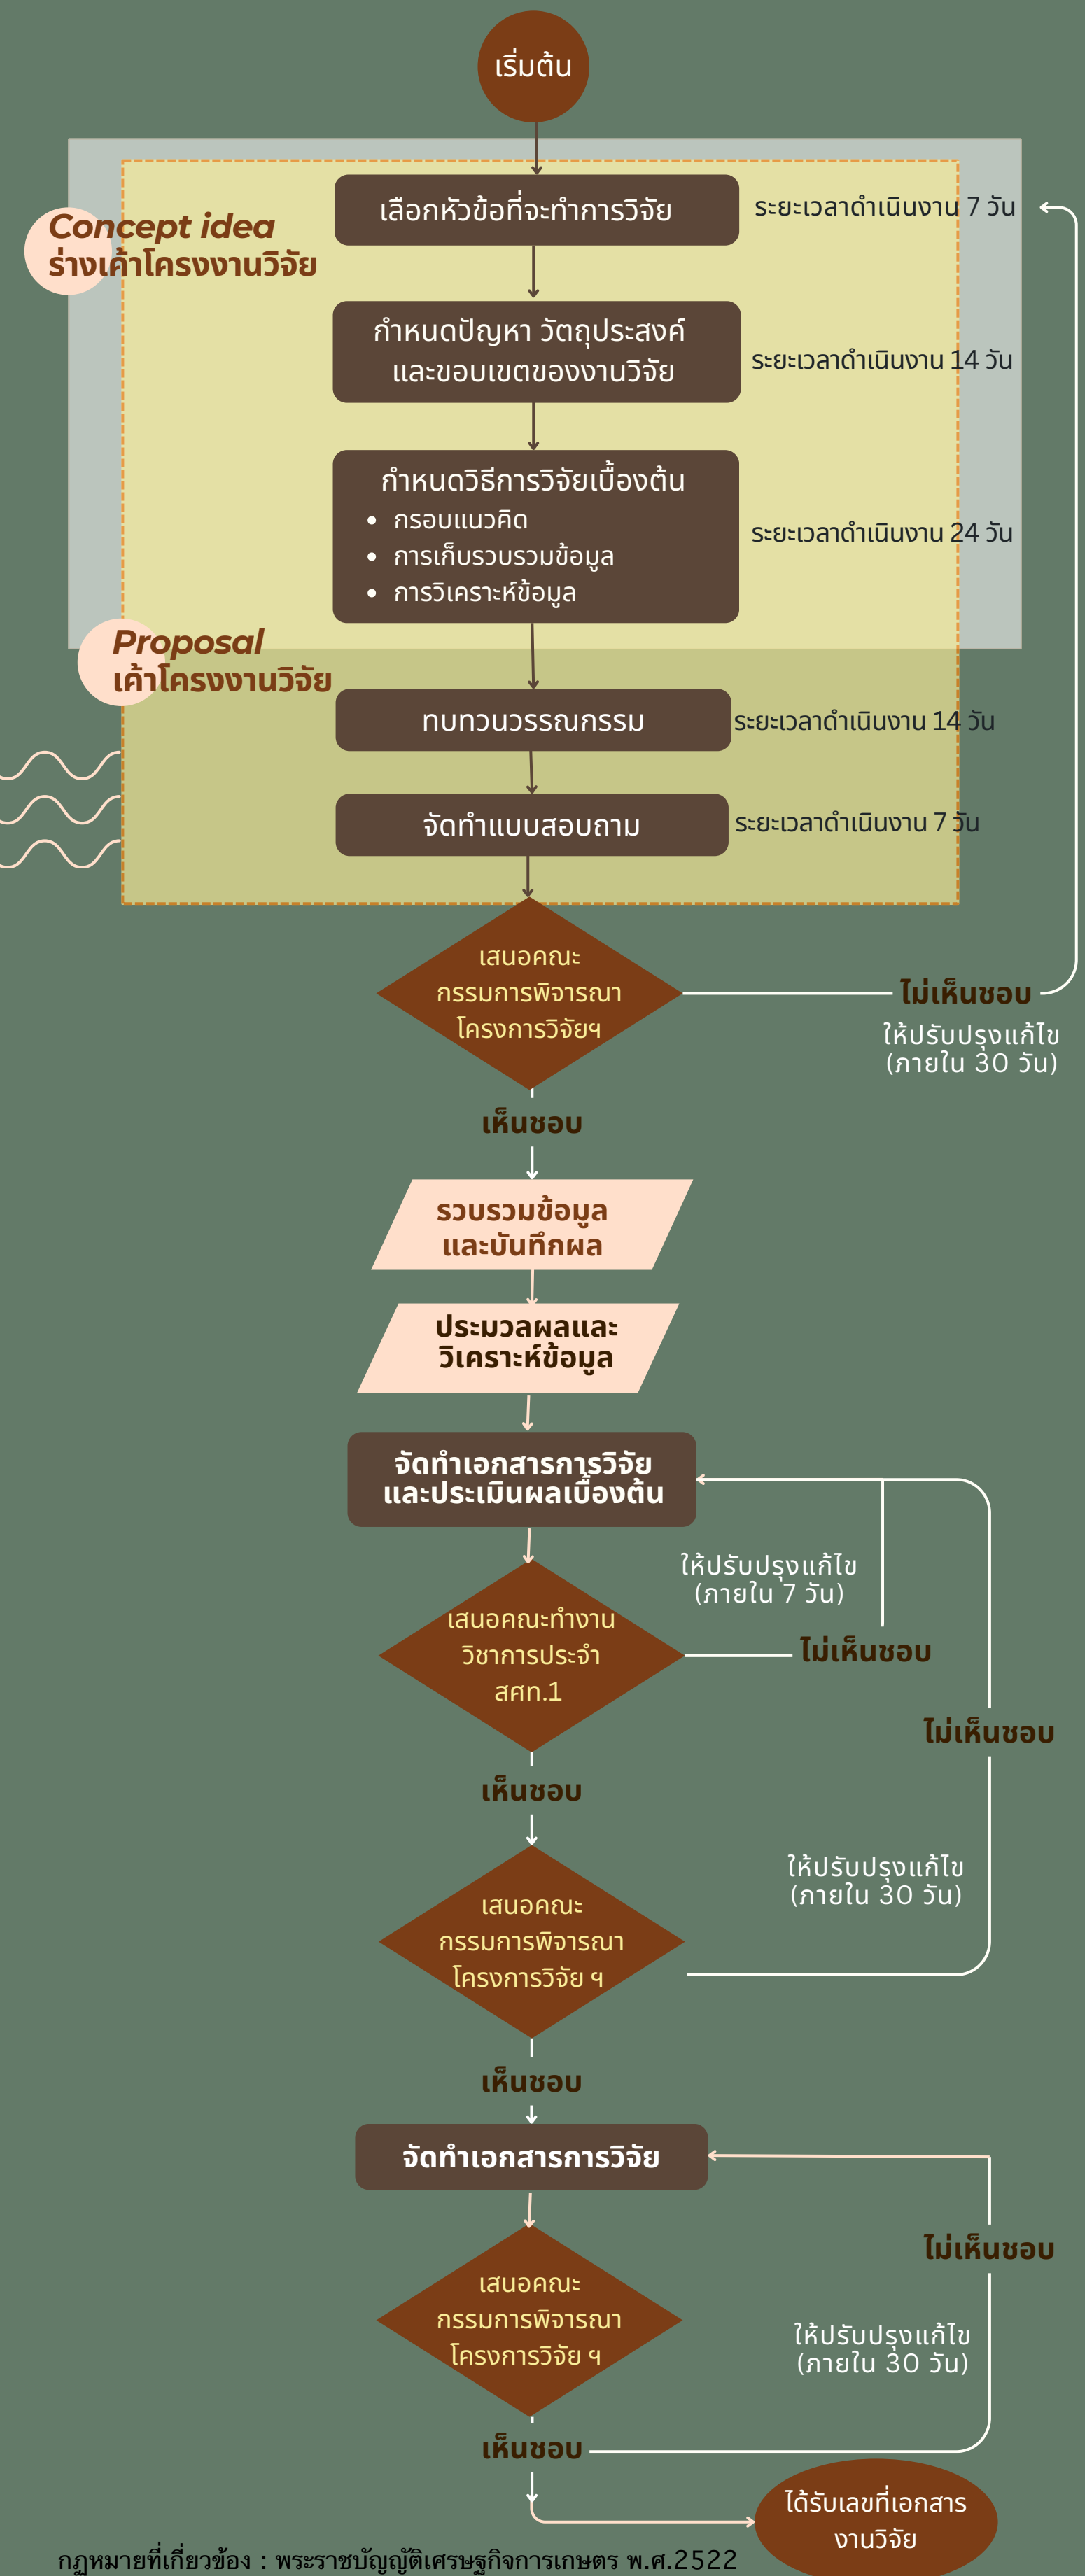 เริ่มต้น
เลือกหัวข้อที่จะทำการวิจัย
ระยะเวลาดำเนินงาน 7 วัน
Concept idea
ร่างเค้าโครงงานวิจัย
กำหนดปัญหา วัตถุประสงค์
และขอบเขตของงานวิจัย
ระยะเวลาดำเนินงาน 14 วัน
กำหนดวิธีการวิจัยเบื้องต้น
• กรอบแนวคิด
• การเก็บรวบรวมข้อมูล
• การวิเคราะห์ข้อมูล
ระยะเวลาดำเนินงาน 24 วัน
Proposal
เค้าโครงงานวิจัย
ทบทวนวรรณกรรม
ระยะเวลาดำเนินงาน 14 วัน
จัดทำแบบสอบถาม
ระยะเวลาดำเนินงาน 7 วัน
เสนอคณะ
กรรมการพิจารณา
โครงการวิจัยฯ
ไม่เห็นชอบ
ให้ปรับปรุงแก้ไข
(ภายใน 30 วัน)
เห็นชอบ
รวบรวมข้อมูล
และบันทึกผล
ประมวลผลและ
วิเคราะห์ข้อมูล
จัดทำเอกสารการวิจัย
และประเมินผลเบื้องต้น
ให้ปรับปรุงแก้ไข
(ภายใน 7 วัน)
เสนอคณะทำงาน
วิชาการประจำ
สศท.1
ไม่เห็นชอบ
ไม่เห็นชอบ
เห็นชอบ
ให้ปรับปรุงแก้ไข
(ภายใน 30 วัน)
เสนอคณะ
กรรมการพิจารณา
โครงการวิจัย ฯ
เห็นชอบ
จัดทำเอกสารการวิจัย
ไม่เห็นชอบ
เสนอคณะ
กรรมการพิจารณา
โครงการวิจัย ฯ
ให้ปรับปรุงแก้ไข
(ภายใน 30 วัน)
เห็นชอบ
ได้รับเลขที่เอกสาร
งานวิจัย
กฎหมายที่เกี่ยวข้อง : พระราชบัญญัติเศรษฐกิจการเกษตร พ.ศ.2522